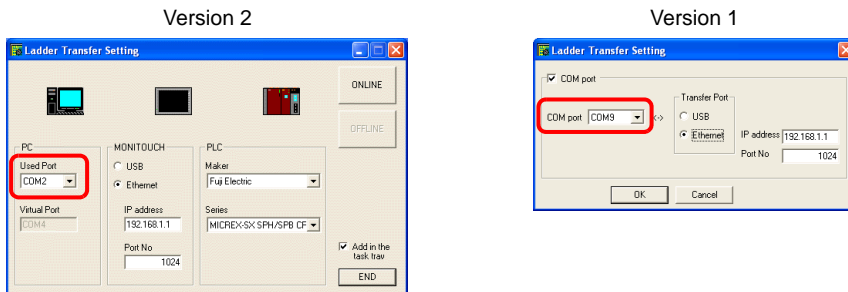 Version 2
Version 1
Ladder Transfer Setting
ONLINE
OFFLINE
PC
Used Port
COM2
Virtual Port
COM4
MONITOUCH
USB
Ethernet
IP address
192.168.1.1
Port No
1024
PLC
Maker
Fuji Electric
Series
MICREX-SX SPH/SPB CF
Add in the
task tray
END
Ladder Transfer Setting
COM port
COM port COM9 <->
Transfer Port
USB
Ethernet
IP address 192.168.1.1
Port No 1024
OK Cancel